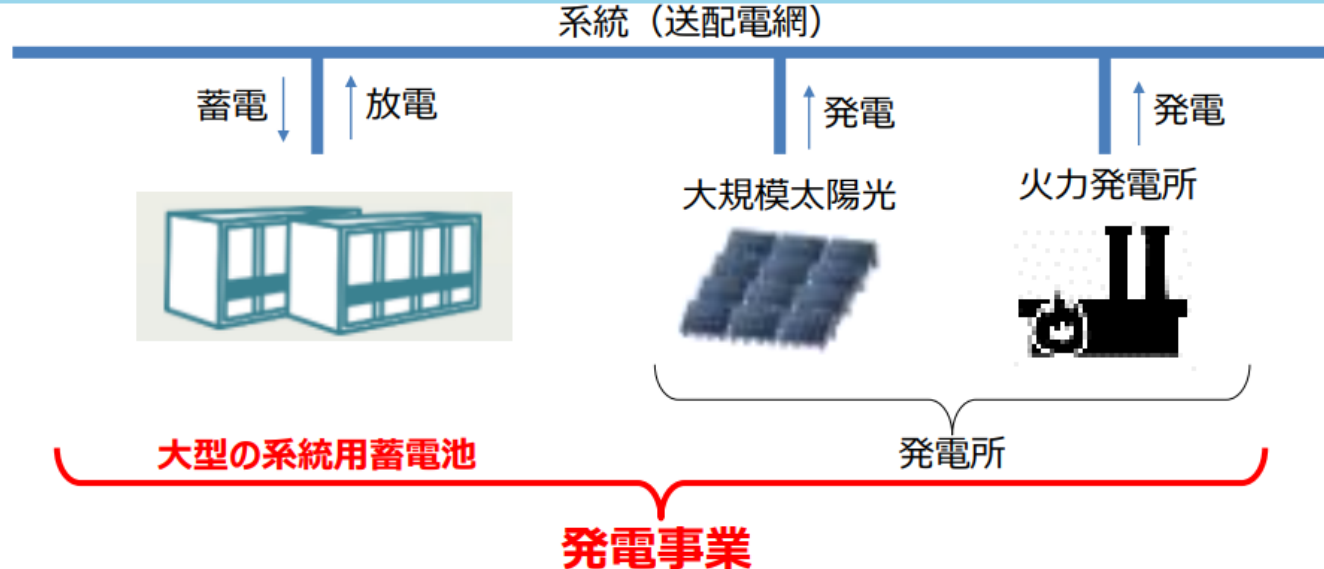 系統（送配電網）
蓄電
放電
発電
発電
大規模太陽光
火力発電所
大型の系統用蓄電池
発電所
発電事業